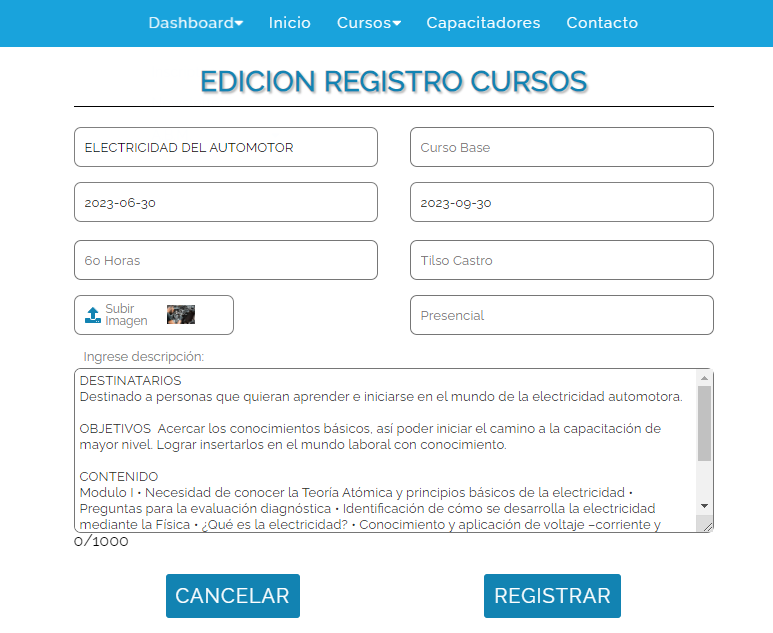 Dashboard Inicio Cursos Capacitadores Contacto
EDICION REGISTRO CURSOS
ELECTRICIDAD DEL AUTOMOTOR
Curso Base
2023-06-30
2023-09-30
60 Horas
Tilso Castro
Subir
Imagen
Presencial
Ingrese descripción:
DESTINATARIOS
Destinado a personas que quieran aprender e iniciarse en el mundo de la electricidad automotora.
OBJETIVOS Acercar los conocimientos básicos, así poder iniciar el camino a la capacitación de
mayor nivel. Lograr insertarlos en el mundo laboral con conocimiento.
CONTENIDO
Modulo I • Necesidad de conocer la Teoría Atómica y principios básicos de la electricidad •
Preguntas para la evaluación diagnóstica • Identificación de cómo se desarrolla la electricidad
mediante la Física • ¿Qué es la electricidad? • Conocimiento y aplicación de voltaje –corriente y
0/1000
CANCELAR
REGISTRAR